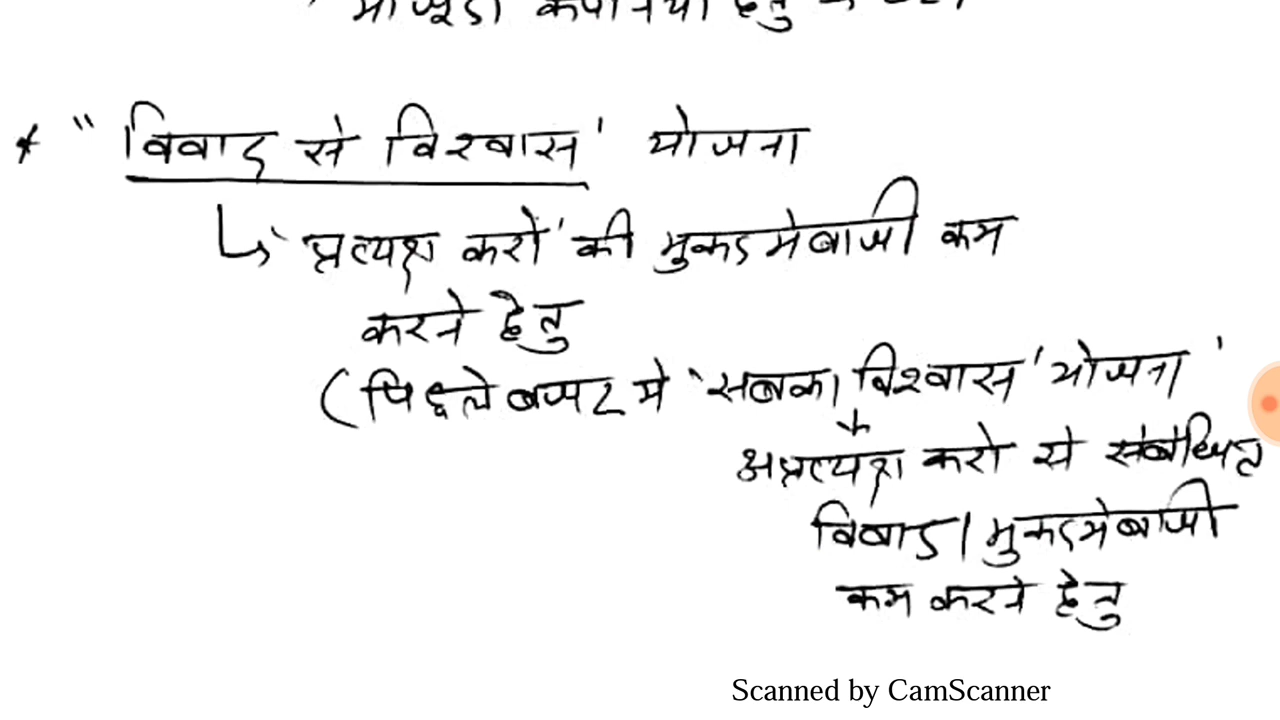 मौजूदा कंपनियों हेतु
* "विवाद से विश्वास' योजना
↳ 'प्रत्यक्ष करो' की मुकदमेबाजी कम
करने हेतु
(पिछले बजट मे 'सबका विश्वास' योजना'
↓
अप्रत्यक्ष करो से संबंधित
विवाद/मुकदमेबाजी
कम करने हेतु
Scanned by CamScanner